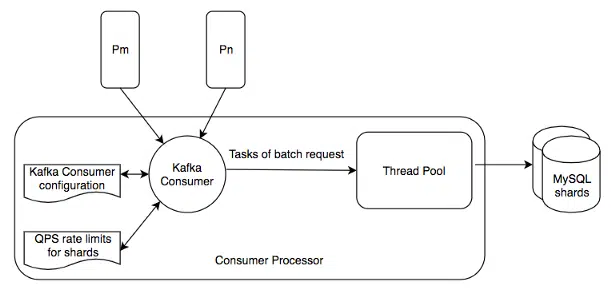 Pm
Pn
Kafka Consumer
configuration
Kafka
Consumer
Tasks of batch request
Thread Pool
MySQL
shards
QPS rate limits
for shards
Consumer Processor